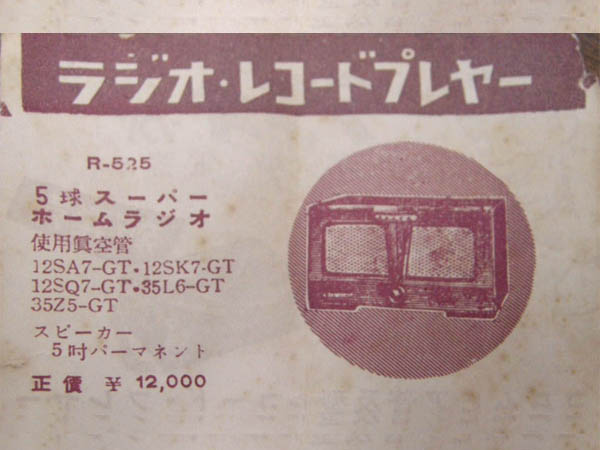 ラジオ・レコードプレヤー
R-525
5球スーパー
ホームラジオ
使用眞空管
12SA7-GT・12SK7-GT
12SQ7-GT・35L6-GT
35Z5-GT
スピーカー
5吋パーマネント
正價 ¥ 12,000